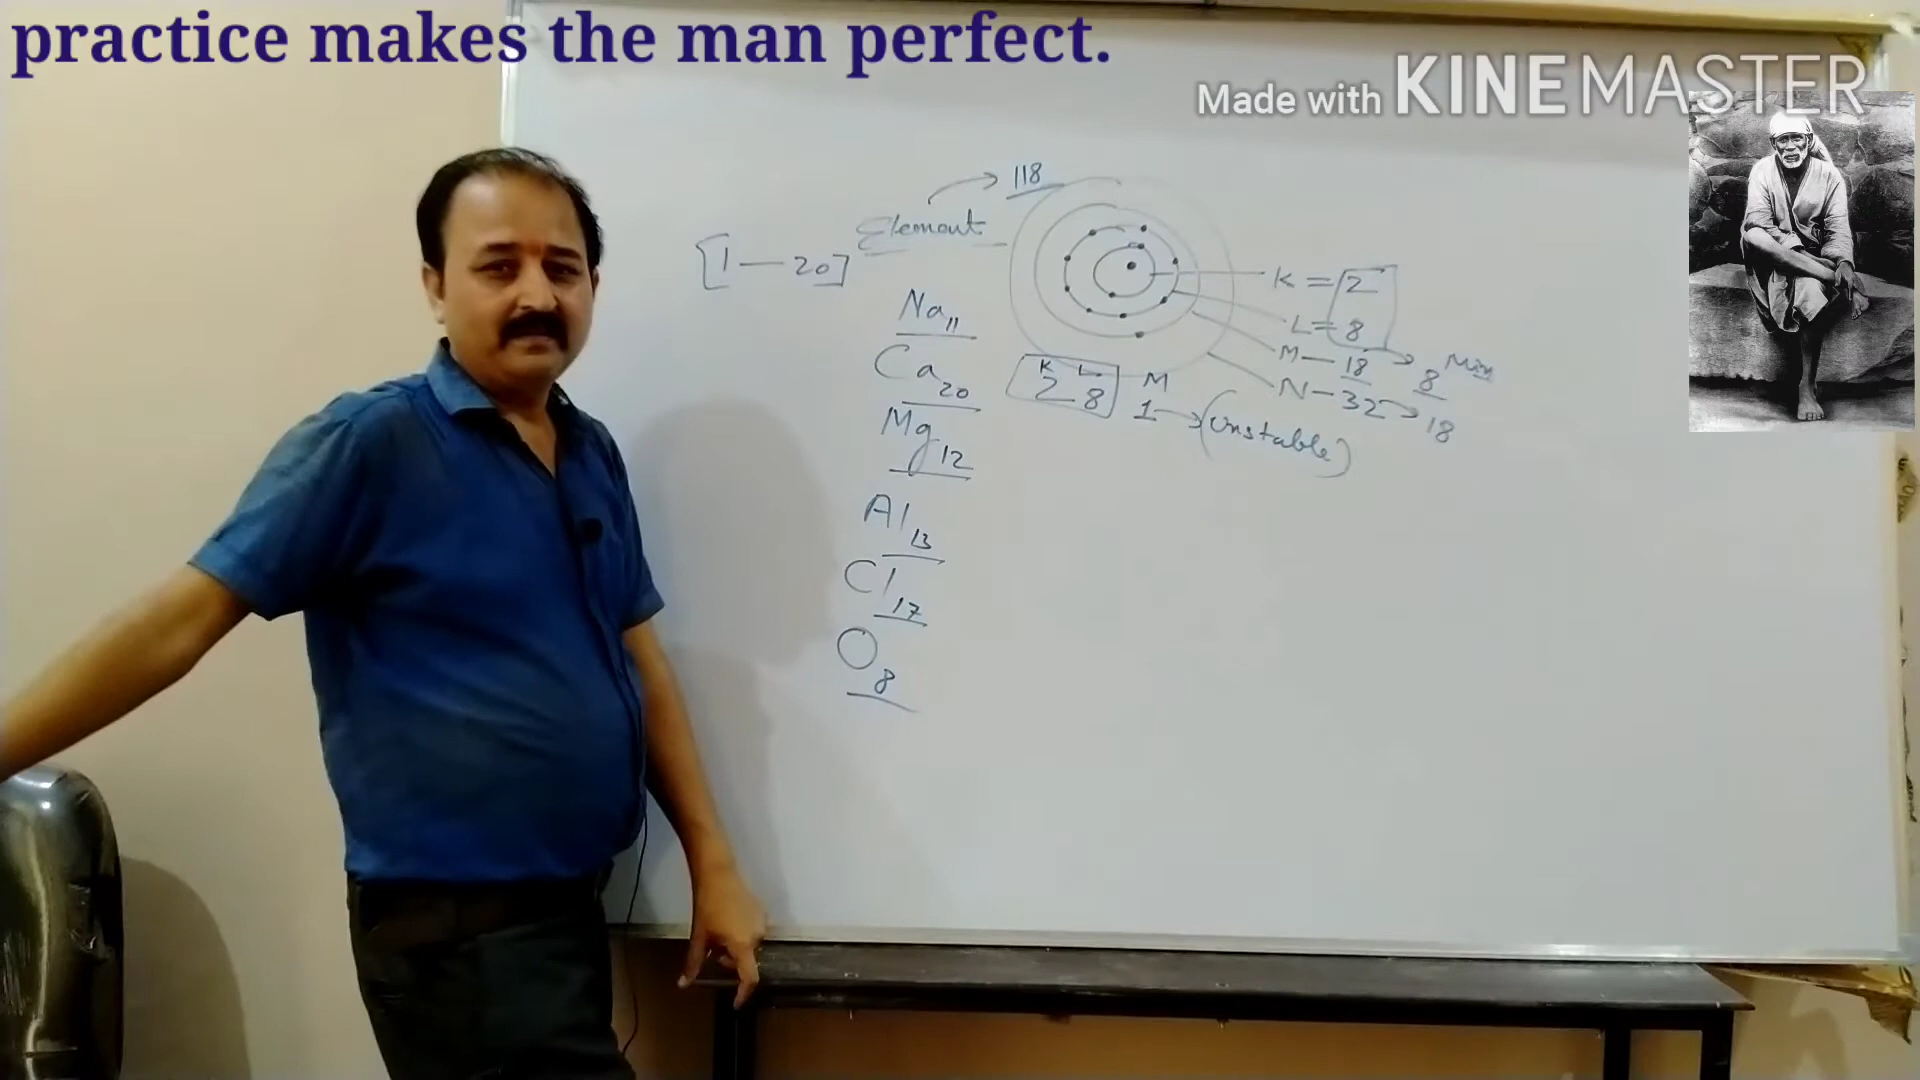 practice makes the man perfect.
Made with KINEMASTER
118
Element
[1 — 20]
K = 2
L = 8
M — 18 → 8 Min
N — 32 → 18
Na11
Ca20
K L M
2 8 1 → (Unstable)
Mg12
Al13
Cl17
O8